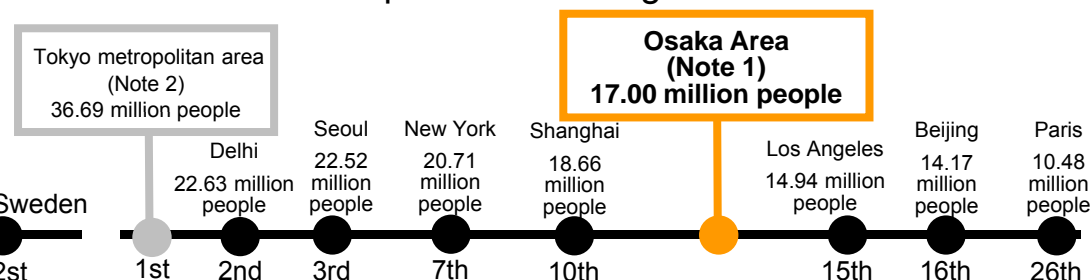 Tokyo metropolitan area
(Note 2)
36.69 million people
Osaka Area
(Note 1)
17.00 million people
Delhi
22.63 million
people
Seoul
22.52
million
people
New York
20.71
million
people
Shanghai
18.66
million
people
Los Angeles
14.94 million
people
Beijing
14.17
million
people
Paris
10.48
million
people
Sweden
1st
2nd
3rd
7th
10th
15th
16th
26th